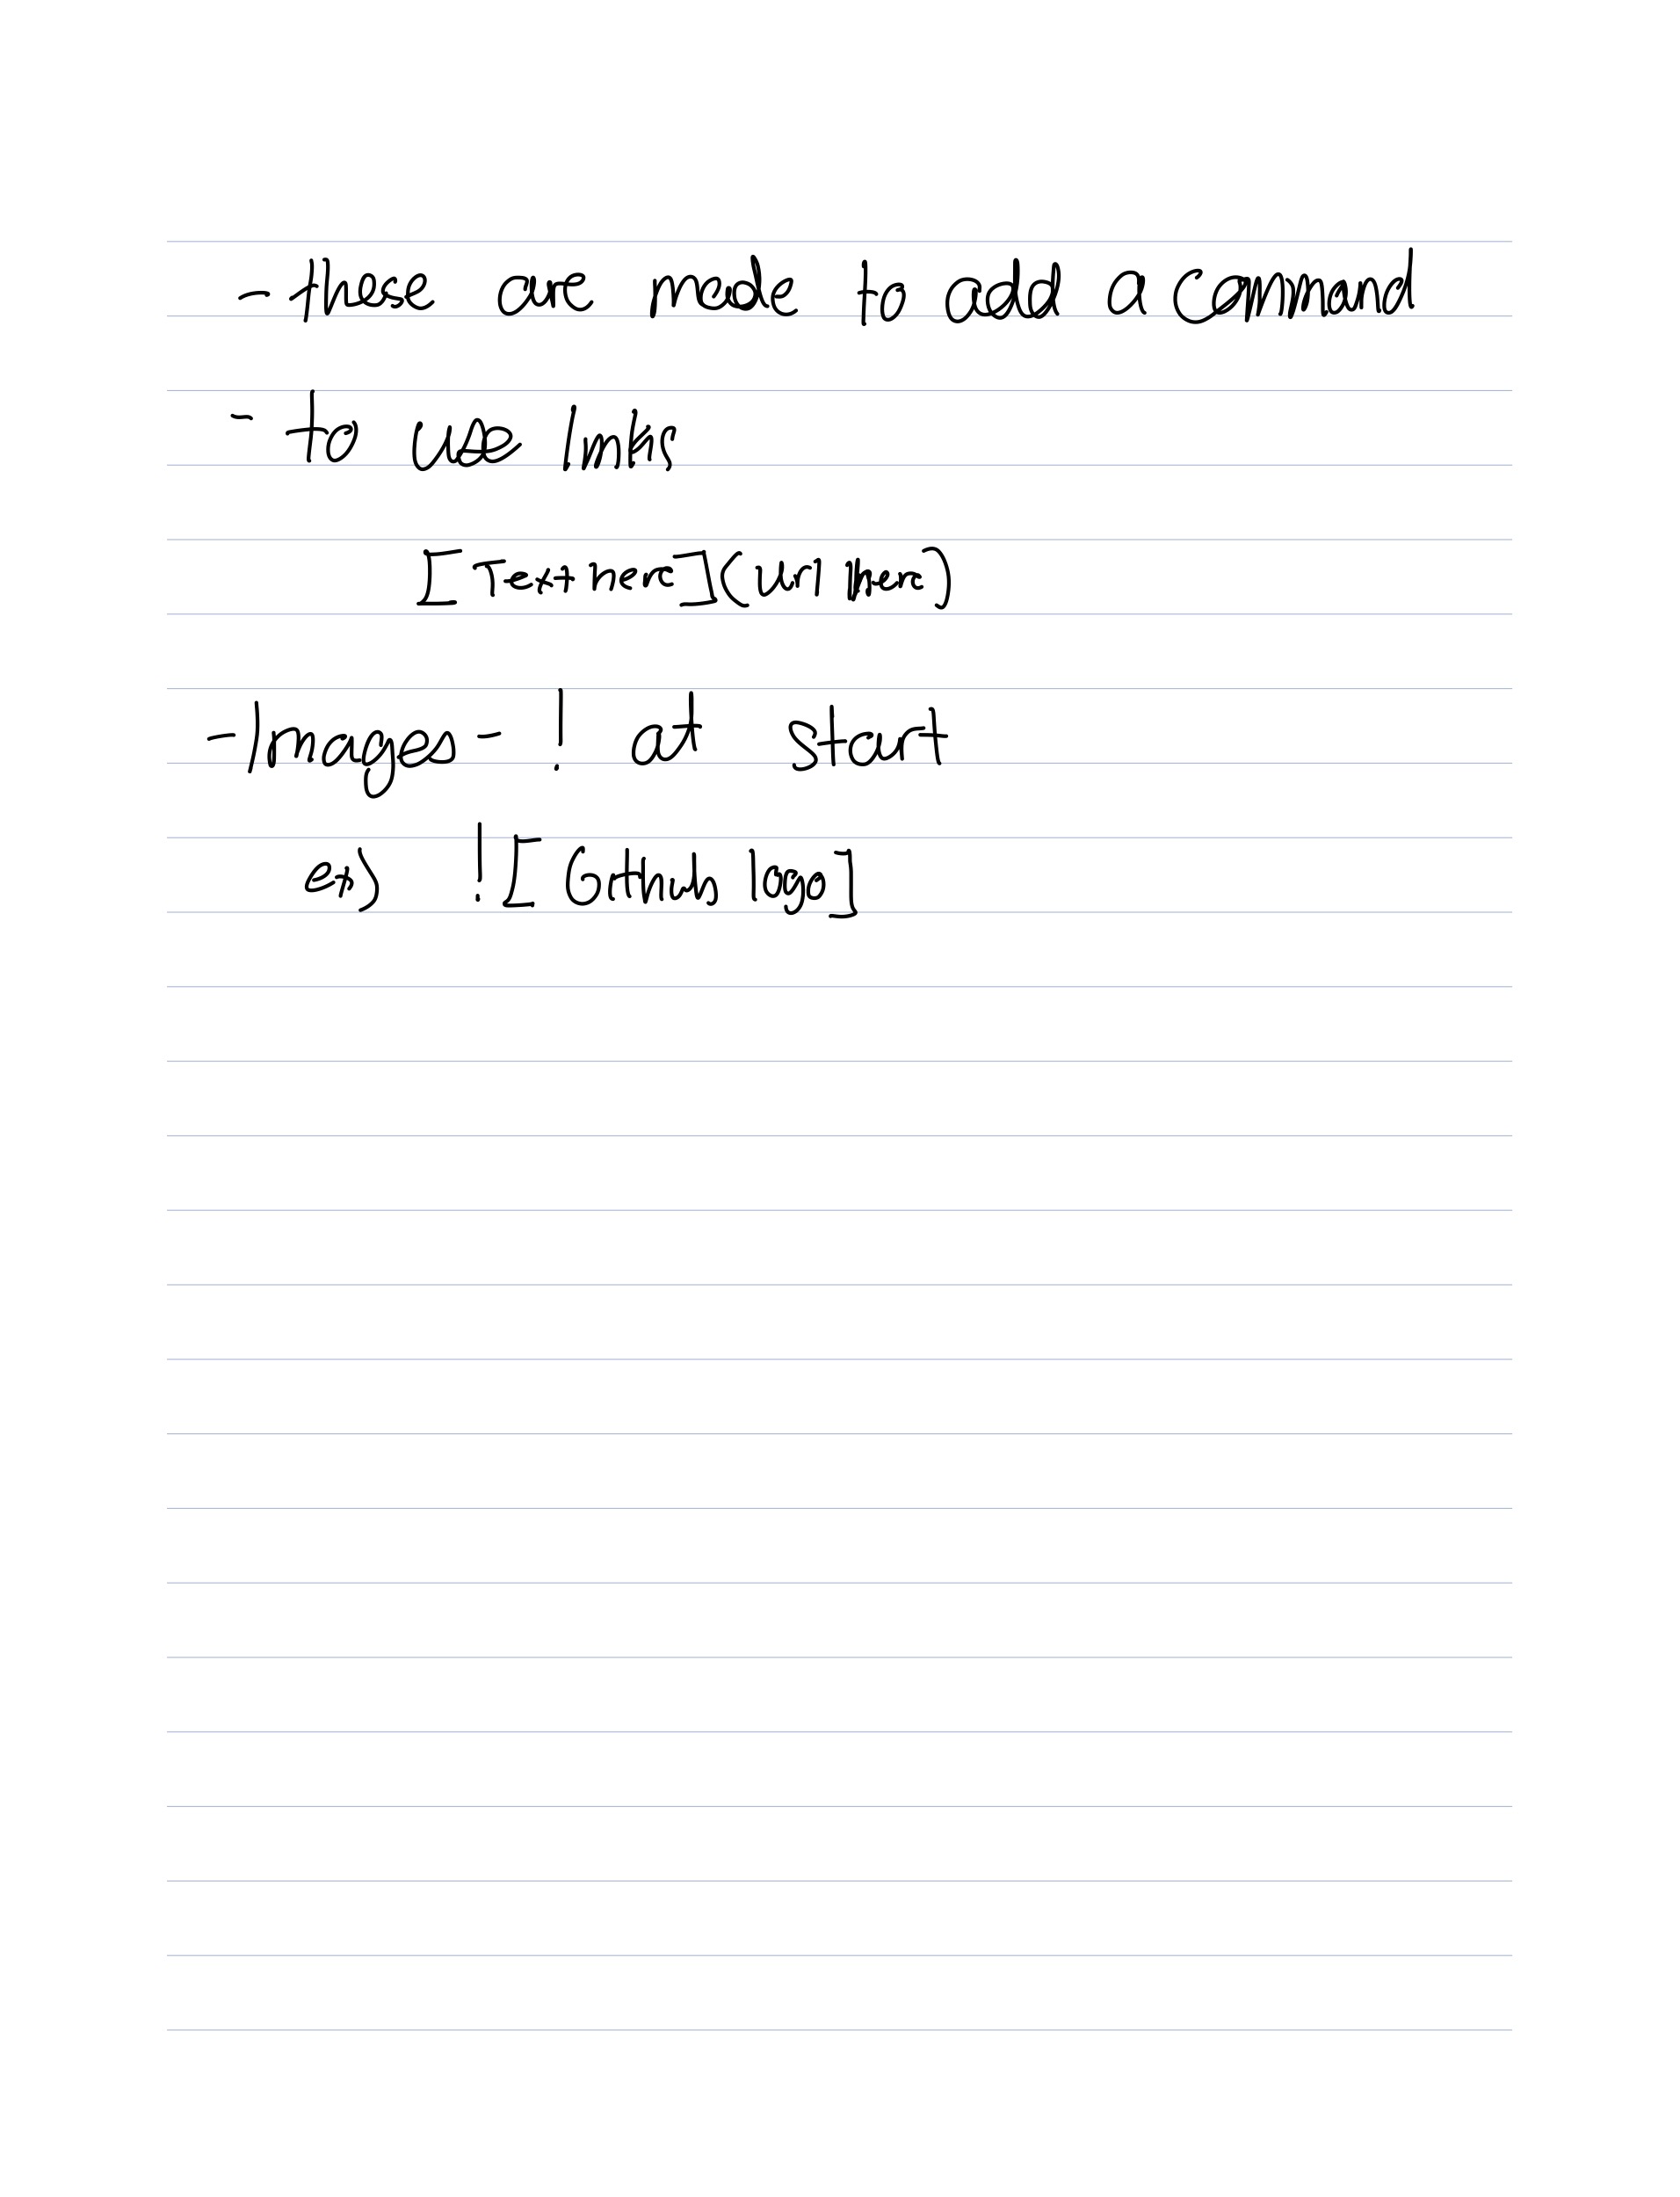 - these are made to add a command
- to use links
[Text here](url here)
- Images - ! at start
ex) ![Github logo]